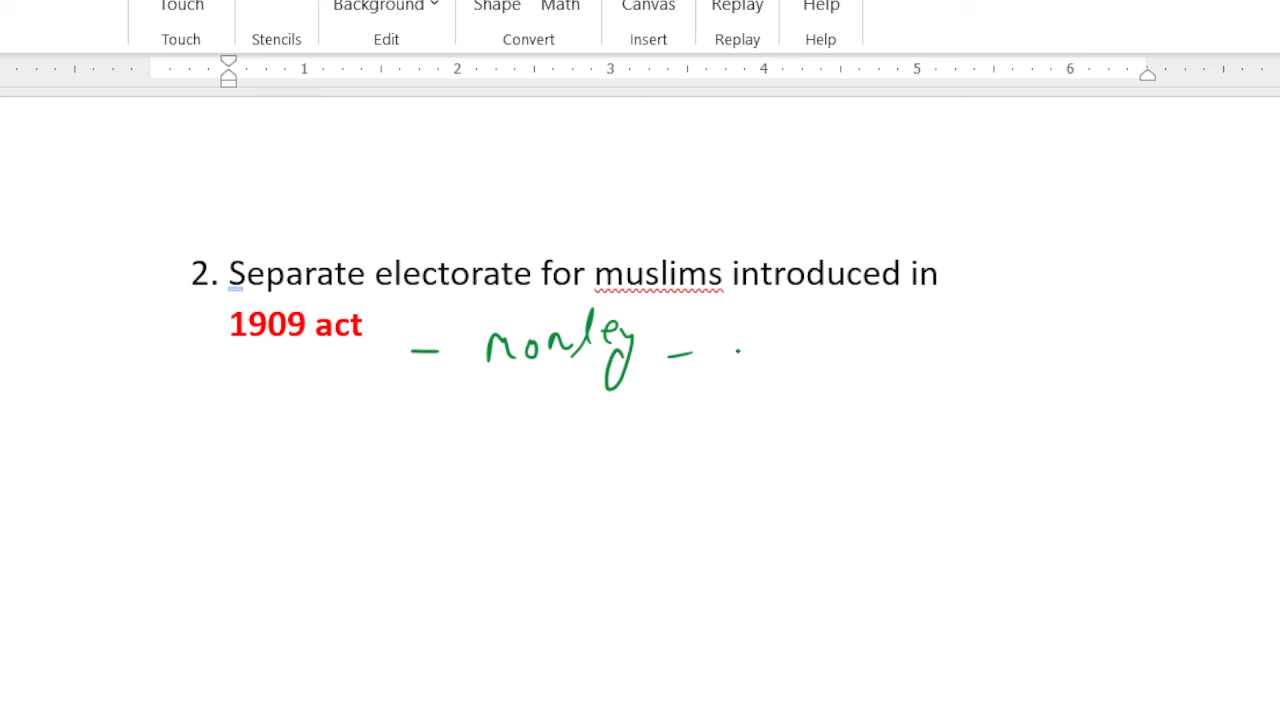 Touch Background Shape Math Canvas Replay Help
Touch Stencils Edit Convert Insert Replay Help
1 2 3 4 5 6
2. Separate electorate for muslims introduced in
1909 act - morley -